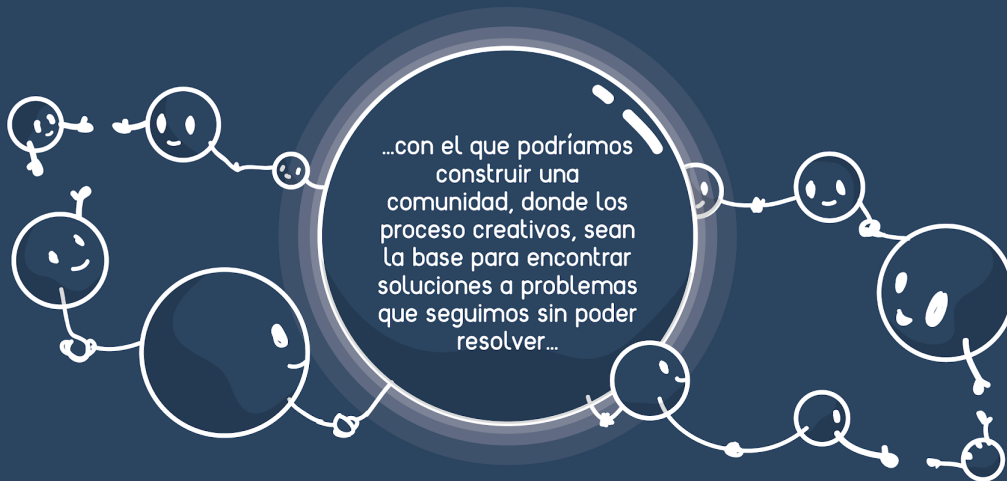 ...con el que podríamos
construir una
comunidad, donde los
proceso creativos, sean
la base para encontrar
soluciones a problemas
que seguimos sin poder
resolver...